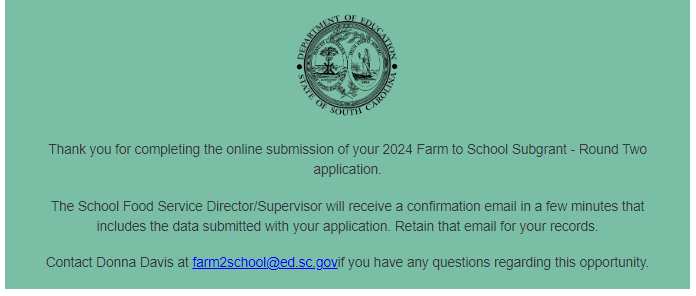 DEPARTMENT OF EDUCATION
STATE OF SOUTH CAROLINA
Thank you for completing the online submission of your 2024 Farm to School Subgrant - Round Two
application.
The School Food Service Director/Supervisor will receive a confirmation email in a few minutes that
includes the data submitted with your application. Retain that email for your records.
Contact Donna Davis at farm2school@ed.sc.govif you have any questions regarding this opportunity.